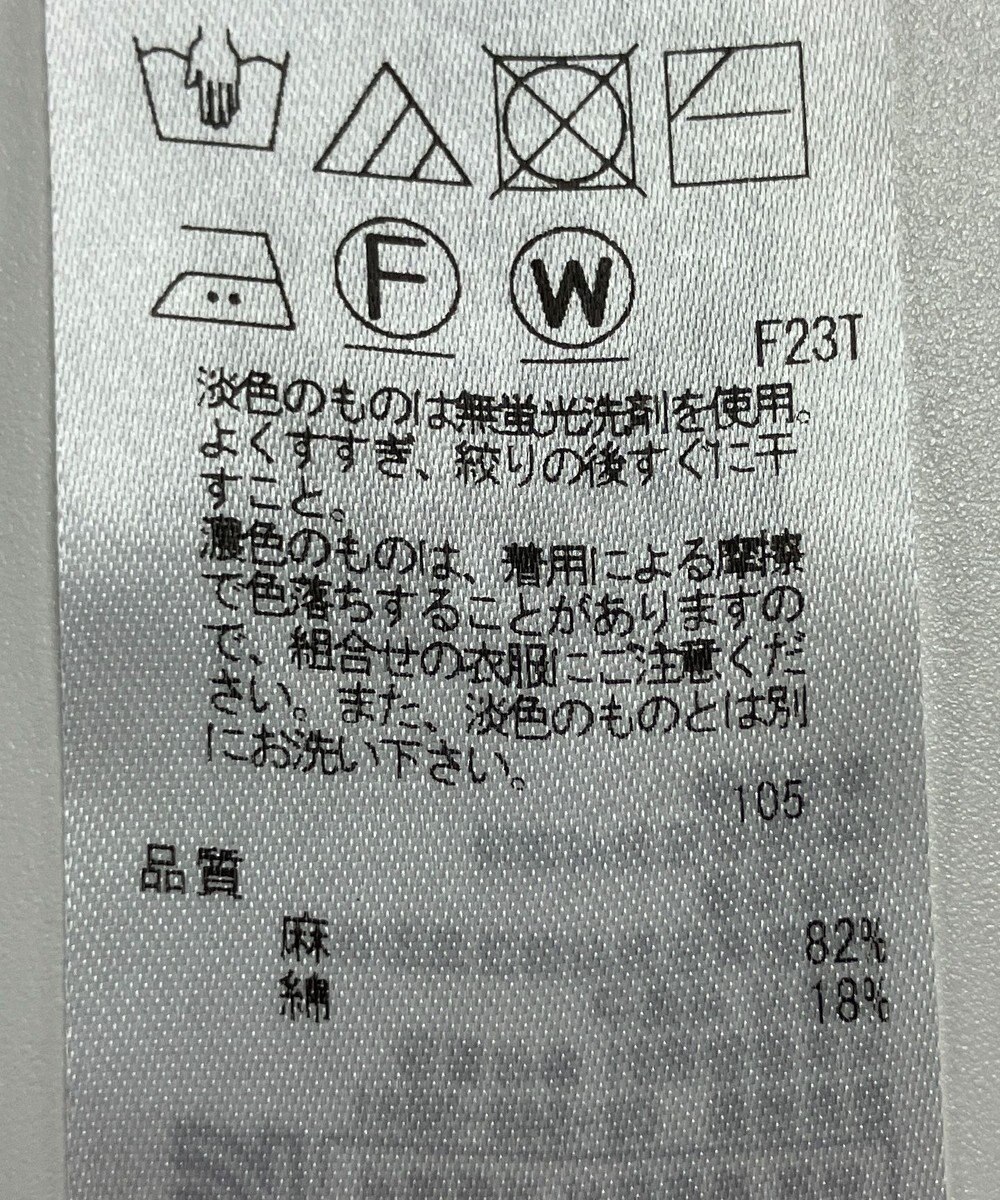 F W
F23T
淡色のものは無蛍光洗剤を使用。
よくすすぎ、絞りの後すぐに干
すこと。
濃色のものは、着用による摩擦
で色落ちすることがありますの
で、組合せの衣服にご注意くだ
さい。また、淡色のものとは別
にお洗い下さい。
105
品質
麻 82%
綿 18%